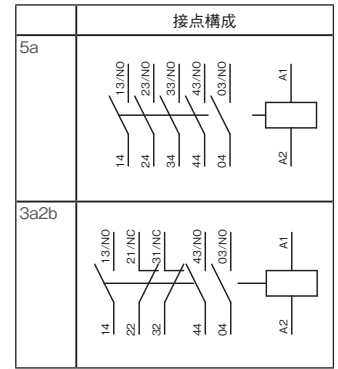 接点構成
5a
13/NO 23/NO 33/NO 43/NO 03/NO A1
14 24 34 44 04 A2
3a2b
13/NO 21/NC 31/NC 43/NO 03/NO A1
14 22 32 44 04 A2